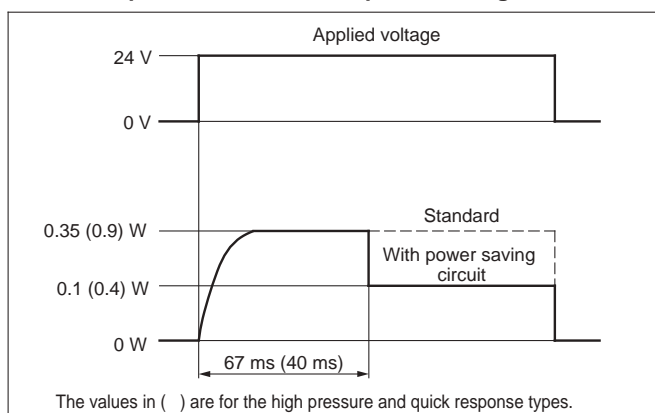 Applied voltage
24 V
0 V
0.35 (0.9) W
Standard
With power saving
circuit
0.1 (0.4) W
0 W
67 ms (40 ms)
The values in (   ) are for the high pressure and quick response types.